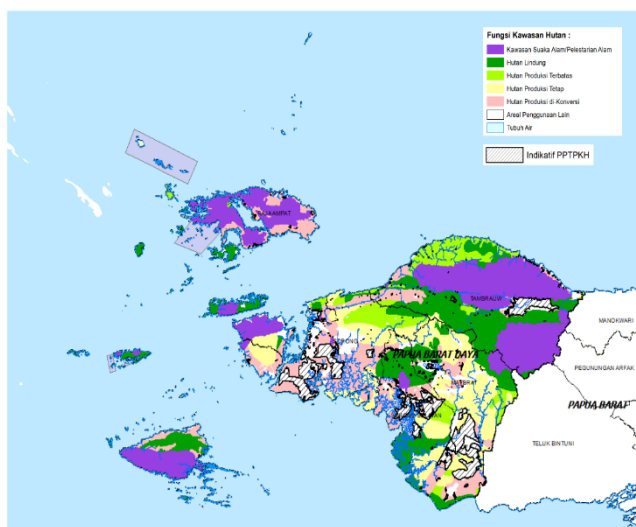 Fungsi Kawasan Hutan :
Kawasan Suaka Alam/Pelestarian Alam
Hutan Lindung
Hutan Produksi Terbatas
Hutan Produksi Tetap
Hutan Produksi di-Konversi
Areal Penggunaan Lain
Tubuh Air
Indikatif PPTPKH
RAJA AMPAT
TAMBRAUW
MANOKWARI
PAPUA BARAT DAYA
PEGUNUNGAN ARFAK
PAPUA BARAT
TELUK BINTUNI